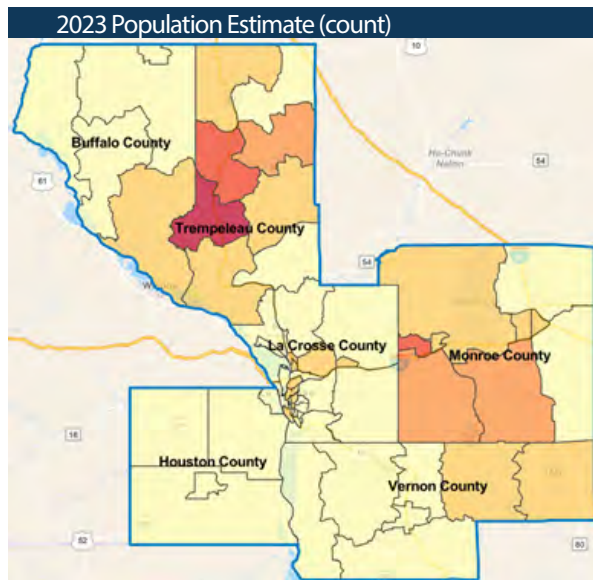 2023 Population Estimate (count)
10
Buffalo County
Ho-Chunk
Nation
54
61
Trempeleau County
54
La Crosse County
Monroe County
16
Houston County
Vernon County
52
80